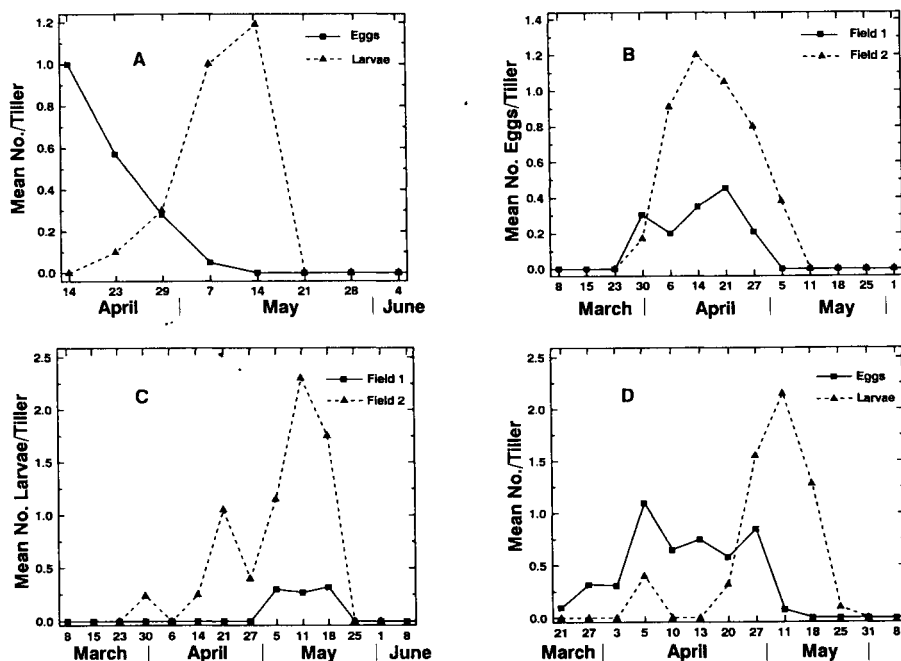 A
Eggs
Larvae
Mean No./Tiller
1.2
1.0
0.8
0.6
0.4
0.2
0.0
14 23 29 7 14 21 28 4
April | May | June
B
Field 1
Field 2
Mean No. Eggs/Tiller
1.4
1.2
1.0
0.8
0.6
0.4
0.2
0.0
8 15 23 30 6 14 21 27 5 11 18 25 1
March | April | May |
C
Field 1
Field 2
Mean No. Larvae/Tiller
2.5
2.0
1.5
1.0
0.5
0.0
8 15 23 30 6 14 21 27 5 11 18 25 1 8
March | April | May | June
D
Eggs
Larvae
Mean No./Tiller
2.5
2.0
1.5
1.0
0.5
0.0
21 27 3 5 10 13 20 27 11 18 25 31 8
April | May |